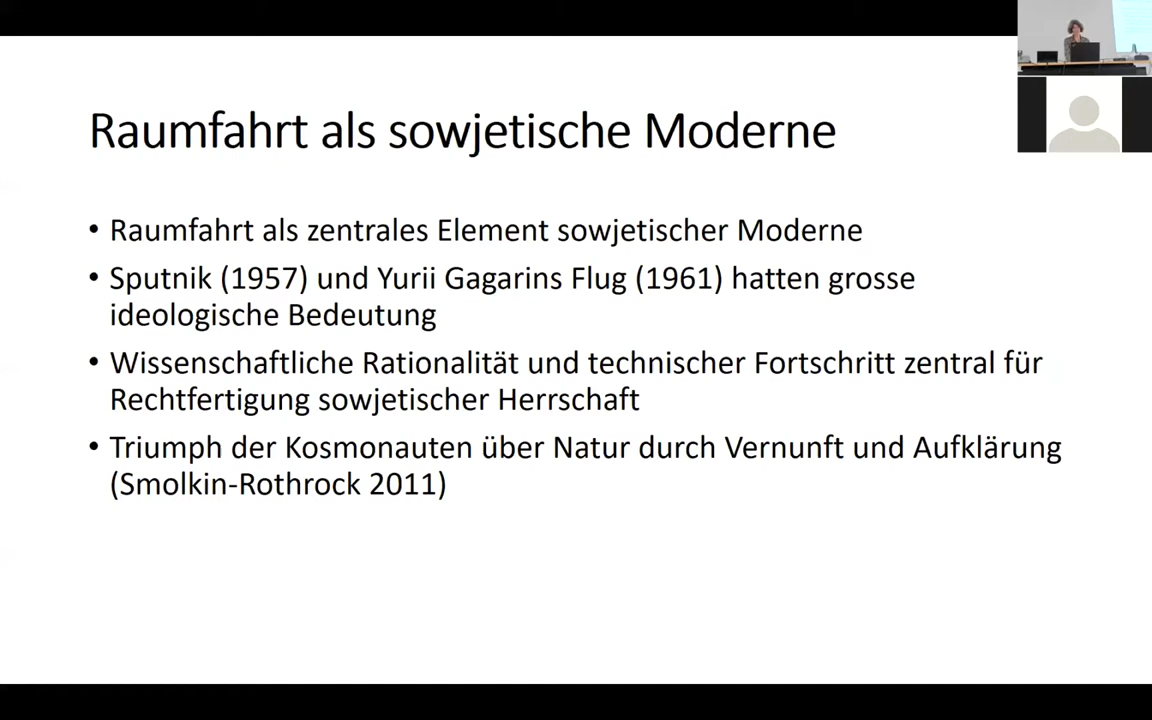 Raumfahrt als sowjetische Moderne
• Raumfahrt als zentrales Element sowjetischer Moderne
• Sputnik (1957) und Yurii Gagarins Flug (1961) hatten grosse
ideologische Bedeutung
• Wissenschaftliche Rationalität und technischer Fortschritt zentral für
Rechtfertigung sowjetischer Herrschaft
• Triumph der Kosmonauten über Natur durch Vernunft und Aufklärung
(Smolkin-Rothrock 2011)